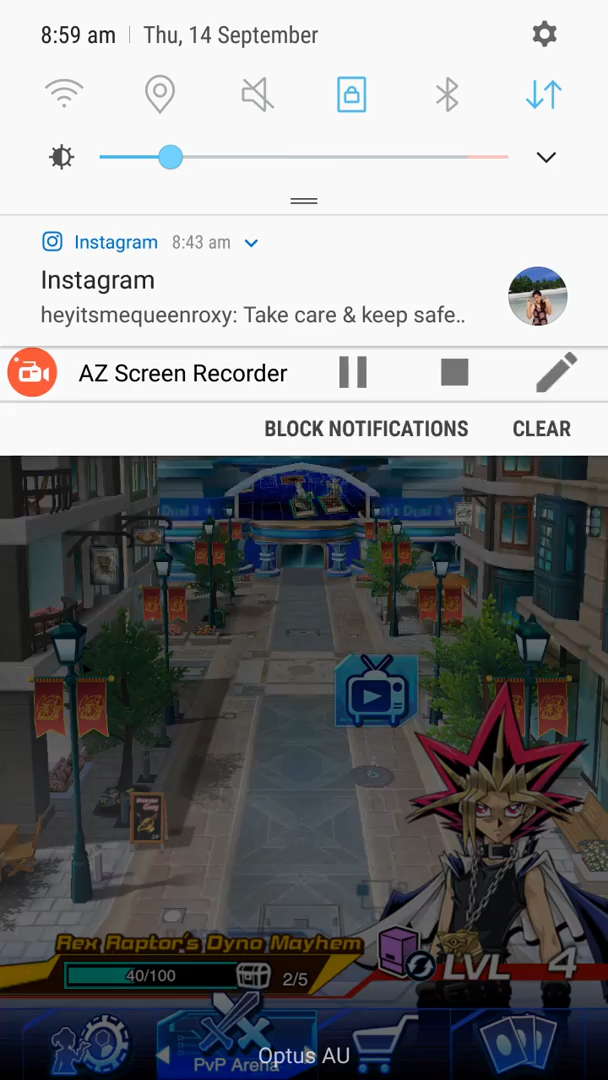 8:59 am | Thu, 14 September
Instagram 8:43 am
Instagram
heyitsmequeenroxy: Take care & keep safe..
AZ Screen Recorder
BLOCK NOTIFICATIONS CLEAR
Rex Raptor's Dyno Mayhem
40/100 2/5
LVL 4
PvP Arena
Optus AU